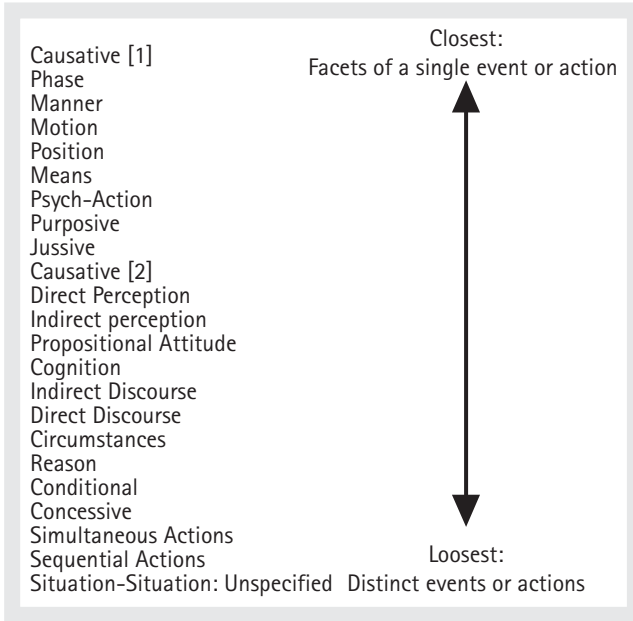 Causative [1]
Phase
Manner
Motion
Position
Means
Psych-Action
Purposive
Jussive
Causative [2]
Direct Perception
Indirect perception
Propositional Attitude
Cognition
Indirect Discourse
Direct Discourse
Circumstances
Reason
Conditional
Concessive
Simultaneous Actions
Sequential Actions
Situation-Situation: Unspecified
Closest:
Facets of a single event or action
Loosest:
Distinct events or actions